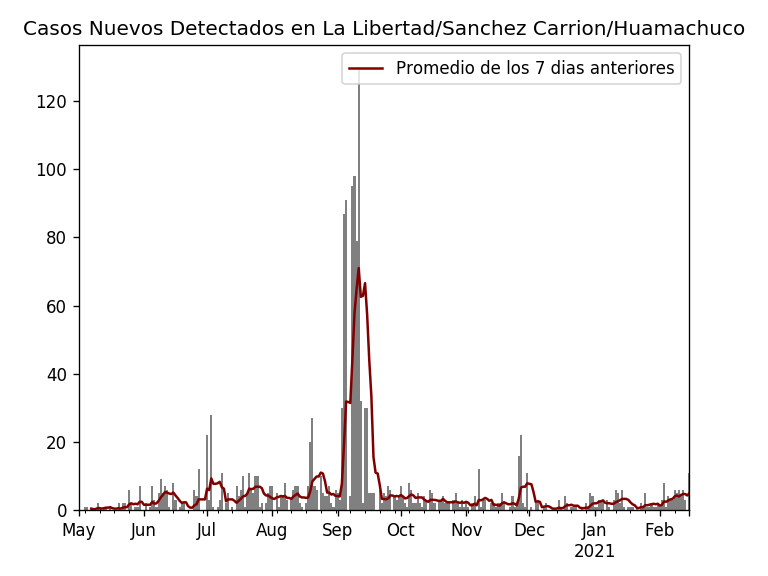 Casos Nuevos Detectados en La Libertad/Sanchez Carrion/Huamachuco
Promedio de los 7 dias anteriores
120
100
80
60
40
20
0
May Jun Jul Aug Sep Oct Nov Dec Jan Feb
2021